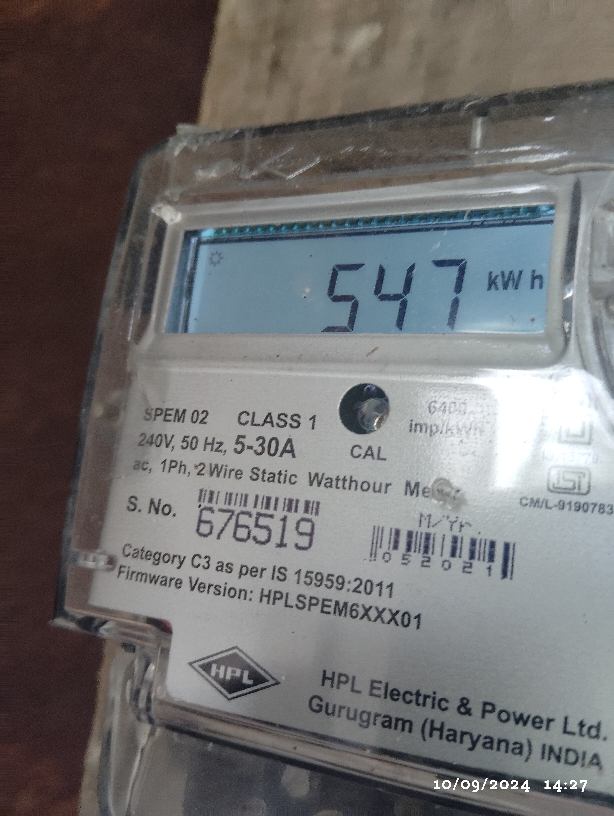 547 kWh
SPEM 02 CLASS 1
240V, 50 Hz, 5-30A
CAL
6400
imp/kWh
ac, 1Ph, 2 Wire Static Watthour Meter
S. No. 676519
M/Yr.
052021
CM/L-9190783
Category C3 as per IS 15959:2011
Firmware Version: HPLSPEM6XXX01
HPL
HPL Electric & Power Ltd.
Gurugram (Haryana) INDIA
10/09/2024 14:27